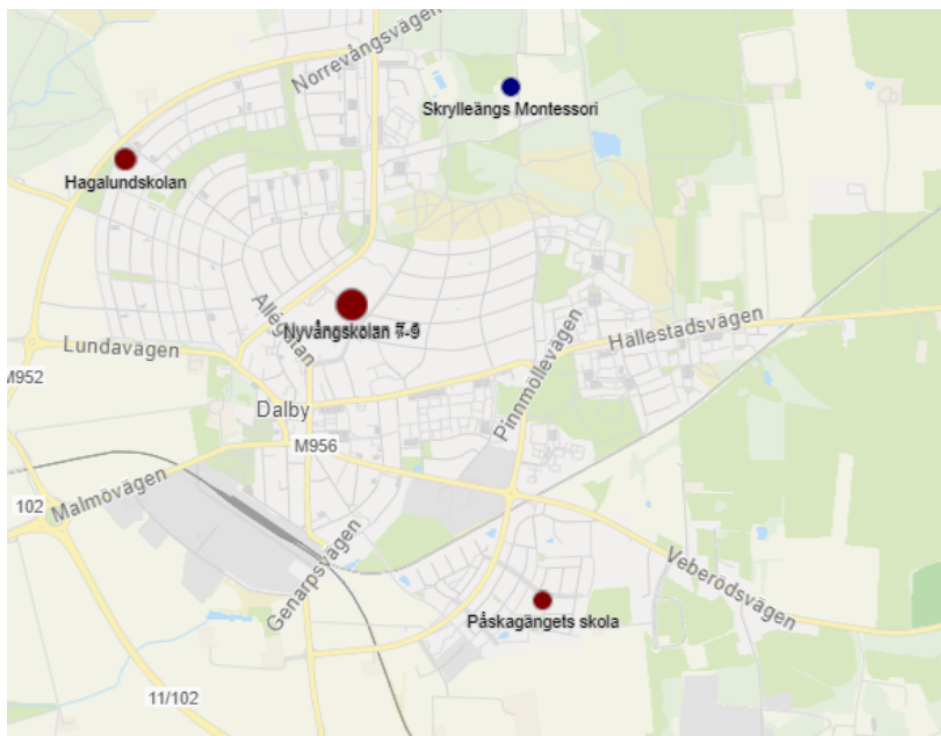 Norrevångsvägen
Skrylleängs Montessori
Hagalundskolan
Allégatan
Nyvångskolan 7-9
Lundavägen
Hällestadsvägen
M952
Pinnmöllevägen
Dalby
M956
Malmövägen
102
Genarpsvägen
Veberödsvägen
Påskagängets skola
11/102